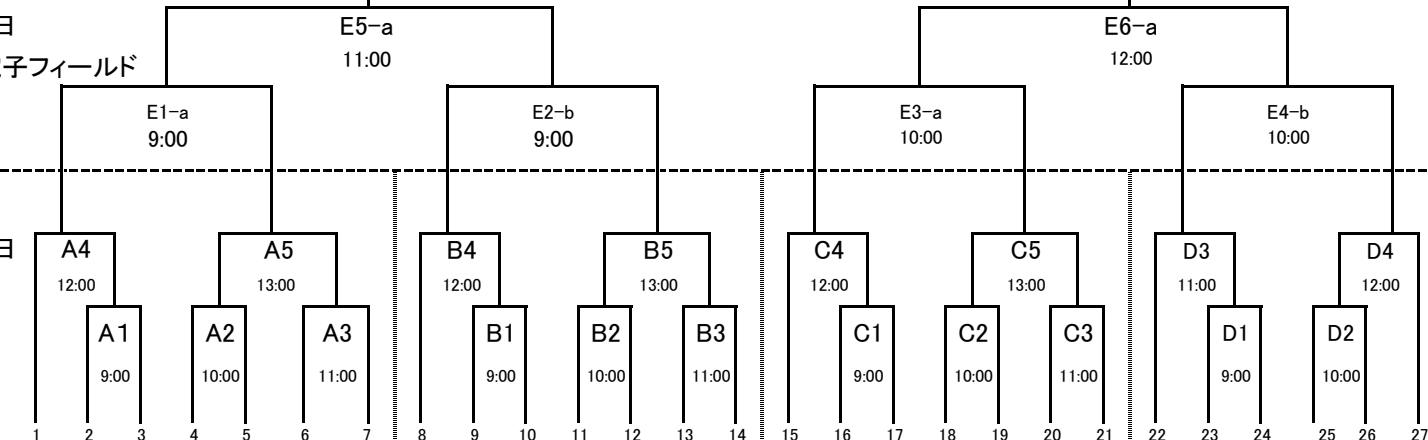 日 E5-a E6-a
子フィールド 11:00 12:00
E1-a E2-b E3-a E4-b
9:00 9:00 10:00 10:00
日 A4 A5 B4 B5 C4 C5 D3 D4
12:00 13:00 12:00 13:00 12:00 13:00 11:00 12:00
A1 A2 A3 B1 B2 B3 C1 C2 C3 D1 D2
9:00 10:00 11:00 9:00 10:00 11:00 9:00 10:00 11:00 9:00 10:00
1 2 3 4 5 6 7 8 9 10 11 12 13 14 15 16 17 18 19 20 21 22 23 24 25 26 27